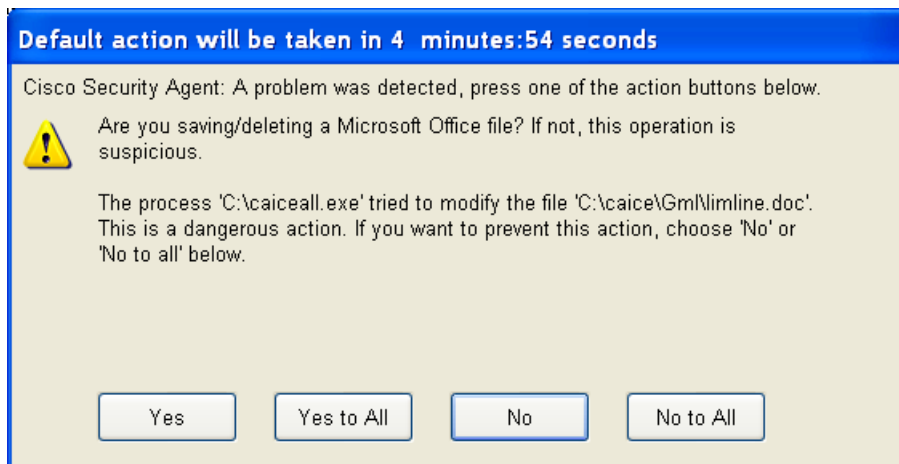 Default action will be taken in 4 minutes:54 seconds
Cisco Security Agent: A problem was detected, press one of the action buttons below.
Are you saving/deleting a Microsoft Office file? If not, this operation is
suspicious.
The process 'C:\caiceall.exe' tried to modify the file 'C:\caice\Gml\limline.doc'.
This is a dangerous action. If you want to prevent this action, choose 'No' or
'No to all' below.
Yes
Yes to All
No
No to All